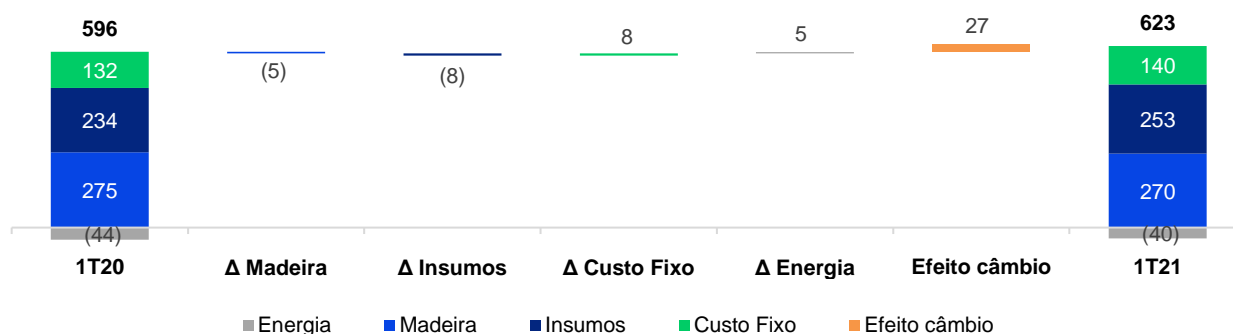 596 8 5 27 623
132 (5) (8) 140
234 253
275 270
(44) (40)
1T20 Δ Madeira Δ Insumos Δ Custo Fixo Δ Energia Efeito câmbio 1T21
Energia Madeira Insumos Custo Fixo Efeito câmbio